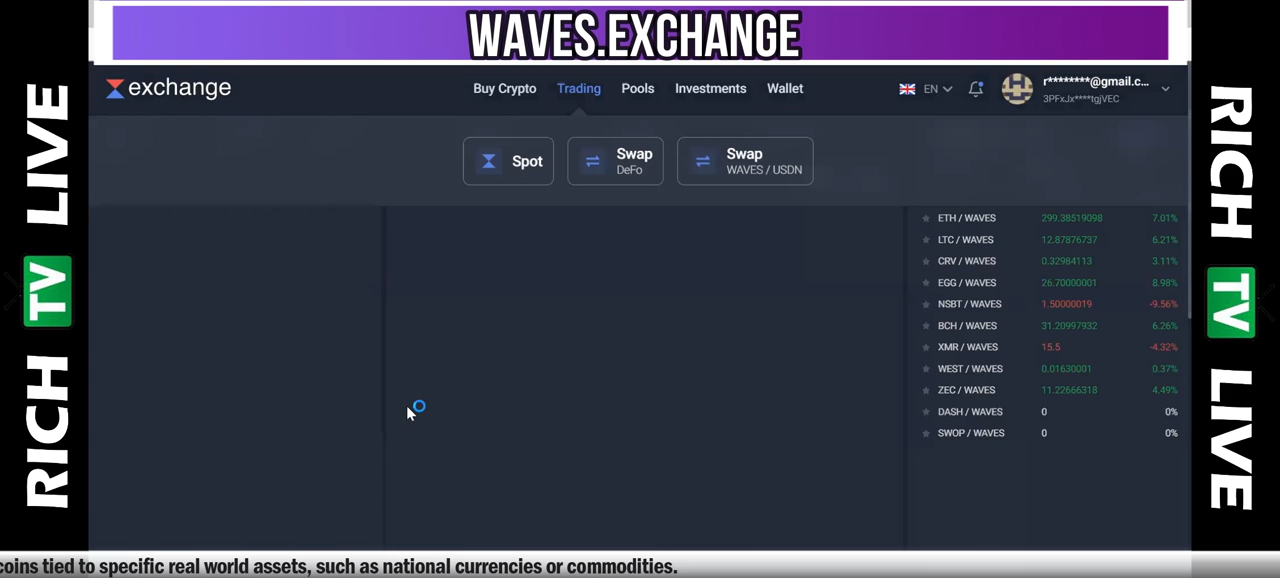 WAVES.EXCHANGE
RICH TV LIVE
exchange
Buy Crypto Trading Pools Investments Wallet
EN
r********@gmail.c...
3PFxJx****tgjVEC
Spot
Swap
DeFo
Swap
WAVES / USDN
ETH / WAVES 299.38519098 7.01%
LTC / WAVES 12.87876737 6.21%
CRV / WAVES 0.32984113 3.11%
EGG / WAVES 26.70000001 8.98%
NSBT / WAVES 1.50000019 -9.56%
BCH / WAVES 31.20997932 6.26%
XMR / WAVES 15.5 -4.32%
WEST / WAVES 0.01630001 0.37%
ZEC / WAVES 11.22666318 4.49%
DASH / WAVES 0 0%
SWOP / WAVES 0 0%
RICH TV LIVE
coins tied to specific real world assets, such as national currencies or commodities.